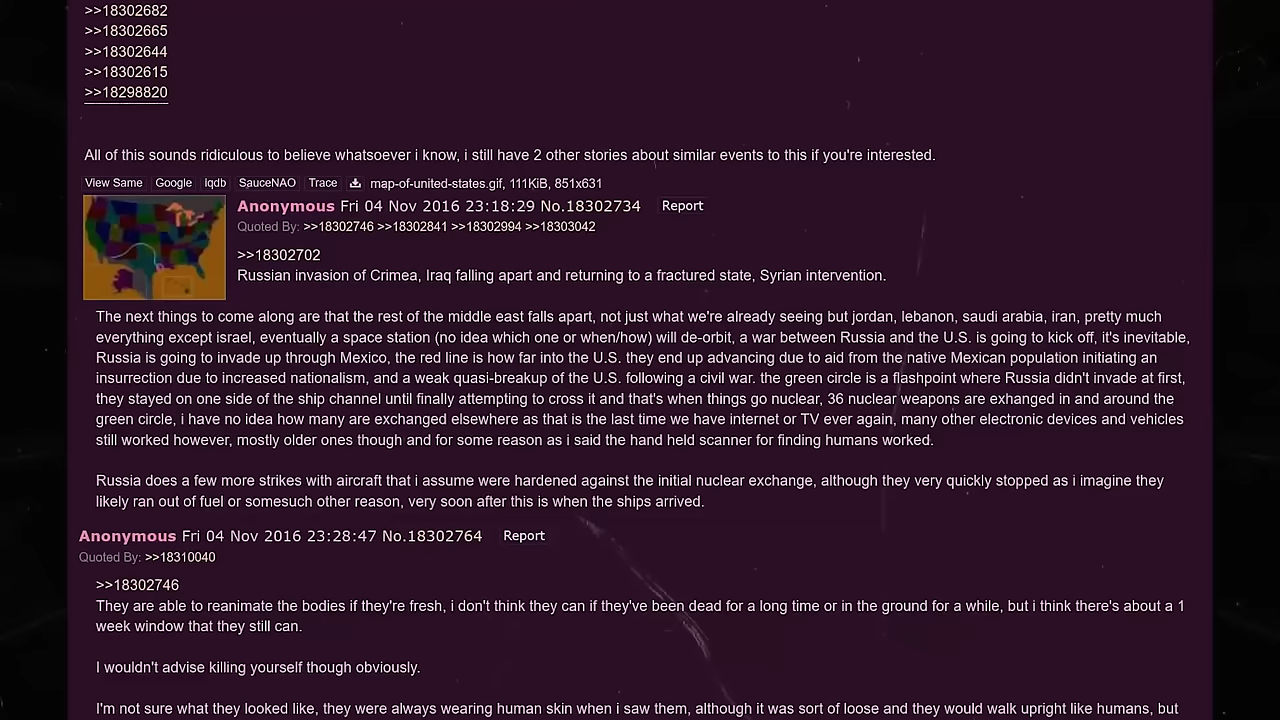 >>18302682
>>18302665
>>18302644
>>18302615
>>18298820
All of this sounds ridiculous to believe whatsoever i know, i still have 2 other stories about similar events to this if you're interested.
View Same Google Iqdb SauceNAO Trace map-of-united-states.gif, 111KiB, 851x631
Anonymous Fri 04 Nov 2016 23:18:29 No.18302734 Report
Quoted By: >>18302746 >>18302841 >>18302994 >>18303042
>>18302702
Russian invasion of Crimea, Iraq falling apart and returning to a fractured state, Syrian intervention.
The next things to come along are that the rest of the middle east falls apart, not just what we're already seeing but jordan, lebanon, saudi arabia, iran, pretty much
everything except israel, eventually a space station (no idea which one or when/how) will de-orbit, a war between Russia and the U.S. is going to kick off, it's inevitable,
Russia is going to invade up through Mexico, the red line is how far into the U.S. they end up advancing due to aid from the native Mexican population initiating an
insurrection due to increased nationalism, and a weak quasi-breakup of the U.S. following a civil war. the green circle is a flashpoint where Russia didn't invade at first,
they stayed on one side of the ship channel until finally attempting to cross it and that's when things go nuclear, 36 nuclear weapons are exhanged in and around the
green circle, i have no idea how many are exchanged elsewhere as that is the last time we have internet or TV ever again, many other electronic devices and vehicles
still worked however, mostly older ones though and for some reason as i said the hand held scanner for finding humans worked.
Russia does a few more strikes with aircraft that i assume were hardened against the initial nuclear exchange, although they very quickly stopped as i imagine they
likely ran out of fuel or somesuch other reason, very soon after this is when the ships arrived.
Anonymous Fri 04 Nov 2016 23:28:47 No.18302764 Report
Quoted By: >>18310040
>>18302746
They are able to reanimate the bodies if they're fresh, i don't think they can if they've been dead for a long time or in the ground for a while, but i think there's about a 1
week window that they still can.
I wouldn't advise killing yourself though obviously.
I'm not sure what they looked like, they were always wearing human skin when i saw them, although it was sort of loose and they would walk upright like humans, but